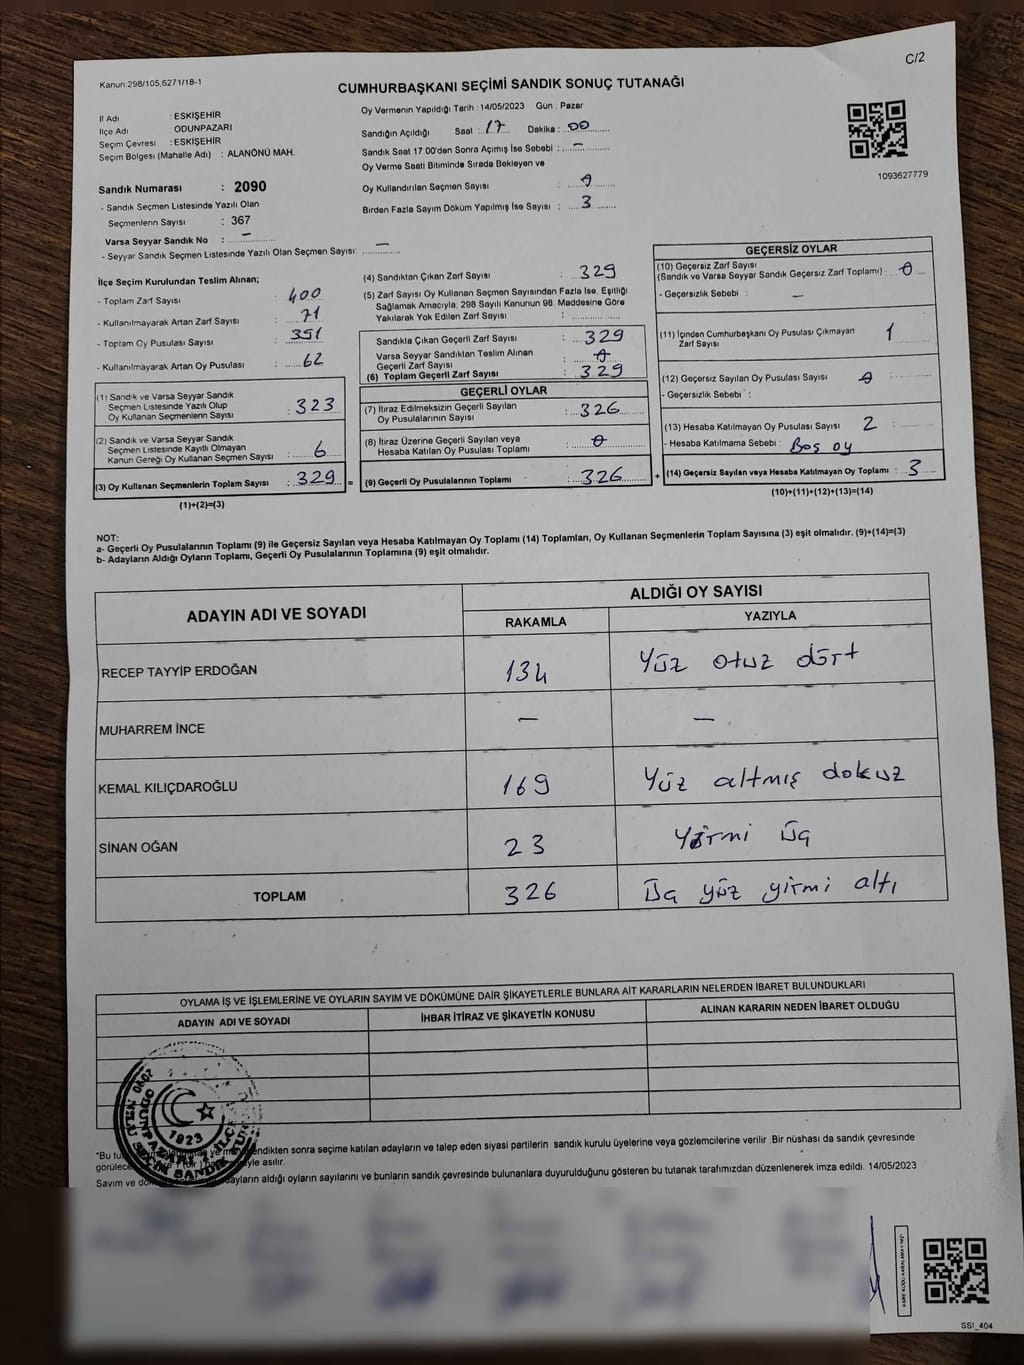 C/2
Kanun:298/105,6271/18-1
CUMHURBAŞKANI SEÇİMİ SANDIK SONUÇ TUTANAĞI
İl Adı : ESKİŞEHİR
İlçe Adı : ODUNPAZARI
Seçim Çevresi : ESKİŞEHİR
Seçim Bölgesi (Mahalle Adı) : ALANÖNÜ MAH.
Oy Vermenin Yapıldığı Tarih : 14/05/2023 Gün : Pazar
Sandığın Açıldığı Saat : 17 Dakika : 00
Sandık Saat 17.00'den Sonra Açımış İse Sebebi : —
Oy Verme Saati Bitiminde Sırada Bekleyen ve
Oy Kullandırılan Seçmen Sayısı : 0
Birden Fazla Sayım Döküm Yapılmış İse Sayısı : 3
1093627779
Sandık Numarası : 2090
- Sandık Seçmen Listesinde Yazılı Olan
Seçmenlerin Sayısı : 367
Varsa Seyyar Sandık No : —
- Seyyar Sandık Seçmen Listesinde Yazılı Olan Seçmen Sayısı: —
İlçe Seçim Kurulundan Teslim Alınan;
- Toplam Zarf Sayısı : 400
- Kullanılmayarak Artan Zarf Sayısı : 71
- Toplam Oy Pusulası Sayısı : 391
- Kullanılmayarak Artan Oy Pusulası : 62
(1) Sandık ve Varsa Seyyar Sandık
Seçmen Listesinde Yazılı Olup
Oy Kullanan Seçmenlerin Sayısı : 323
(2) Sandık ve Varsa Seyyar Sandık
Seçmen Listesinde Kayıtlı Olmayan
Kanun Gereği Oy Kullanan Seçmen Sayısı : 6
(3) Oy Kullanan Seçmenlerin Toplam Sayısı : 329 =
(1)+(2)=(3)
(4) Sandıktan Çıkan Zarf Sayısı : 329
(5) Zarf Sayısı Oy Kullanan Seçmen Sayısından Fazla İse, Eşitliği
Sağlamak Amacıyla, 298 Sayılı Kanunun 98. Maddesine Göre
Yakılarak Yok Edilen Zarf Sayısı :
Sandıkla Çıkan Geçerli Zarf Sayısı : 329
Varsa Seyyar Sandıktan Teslim Alınan
Geçerli Zarf Sayısı : 0
(6) Toplam Geçerli Zarf Sayısı : 329
GEÇERLİ OYLAR
(7) İtiraz Edilmeksizin Geçerli Sayılan
Oy Pusulalarının Sayısı : 326
(8) İtiraz Üzerine Geçerli Sayılan veya
Hesaba Katılan Oy Pusulası Toplamı : 0
(9) Geçerli Oy Pusulalarının Toplamı : 326 +
GEÇERSİZ OYLAR
(10) Geçersiz Zarf Sayısı
(Sandık ve Varsa Seyyar Sandık Geçersiz Zarf Toplamı) : 0
- Geçersizlik Sebebi : —
(11) İçinden Cumhurbaşkanı Oy Pusulası Çıkmayan
Zarf Sayısı 1
(12) Geçersiz Sayılan Oy Pusulası Sayısı : 0
- Geçersizlik Sebebi :
(13) Hesaba Katılmayan Oy Pusulası Sayısı : 2
- Hesaba Katılmama Sebebi : Boş oy
(14) Geçersiz Sayılan veya Hesaba Katılmayan Oy Toplamı : 3
(10)+(11)+(12)+(13)=(14)
NOT:
a- Geçerli Oy Pusulalarının Toplamı (9) ile Geçersiz Sayılan veya Hesaba Katılmayan Oy Toplamı (14) Toplamları, Oy Kullanan Seçmenlerin Toplam Sayısına (3) eşit olmalıdır. (9)+(14)=(3)
b- Adayların Aldığı Oyların Toplamı, Geçerli Oy Pusulalarının Toplamına (9) eşit olmalıdır.
ADAYIN ADI VE SOYADI
ALDIĞI OY SAYISI
RAKAMLA YAZIYLA
RECEP TAYYİP ERDOĞAN 134 Yüz otuz dört
MUHARREM İNCE — —
KEMAL KILIÇDAROĞLU 169 Yüz altmış dokuz
SİNAN OĞAN 23 Yirmi üç
TOPLAM 326 Üç yüz yirmi altı
OYLAMA İŞ VE İŞLEMLERİNE VE OYLARIN SAYIM VE DÖKÜMÜNE DAİR ŞİKAYETLERLE BUNLARA AİT KARARLARIN NELERDEN İBARET BULUNDUKLARI
ADAYIN ADI VE SOYADI İHBAR İTİRAZ VE ŞİKAYETİN KONUSU ALINAN KARARIN NEDEN İBARET OLDUĞU
1923
*Bu tu endikten sonra seçime katılan adayların ve talep eden siyasi partilerin sandık kurulu üyelerine veya gözlemcilerine verilir .Bir nüshası da sandık çevresinde
görülece yle asılır.
Sayım ve dö dayların aldığı oyların sayılarını ve bunların sandık çevresinde bulunanlara duyurulduğunu gösteren bu tutanak tarafımızdan düzenlenerek imza edildi. 14/05/2023
SS1_404